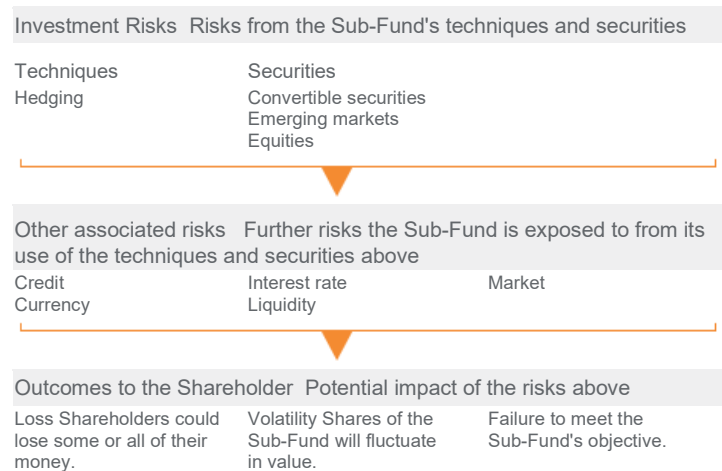 Investment Risks Risks from the Sub-Fund's techniques and securities
Techniques
Hedging
Securities
Convertible securities
Emerging markets
Equities
Other associated risks Further risks the Sub-Fund is exposed to from its
use of the techniques and securities above
Credit
Currency
Interest rate
Liquidity
Market
Outcomes to the Shareholder Potential impact of the risks above
Loss Shareholders could
lose some or all of their
money.
Volatility Shares of the
Sub-Fund will fluctuate
in value.
Failure to meet the
Sub-Fund's objective.